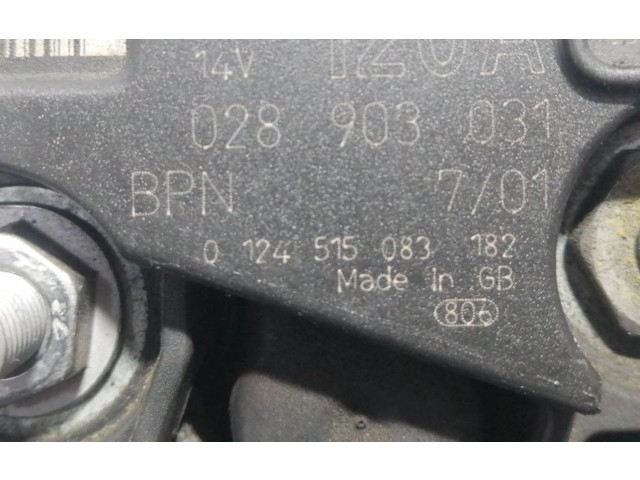 14V 120A
028 903 031
BPN 7/01
0 124 515 083 182
Made in GB
806